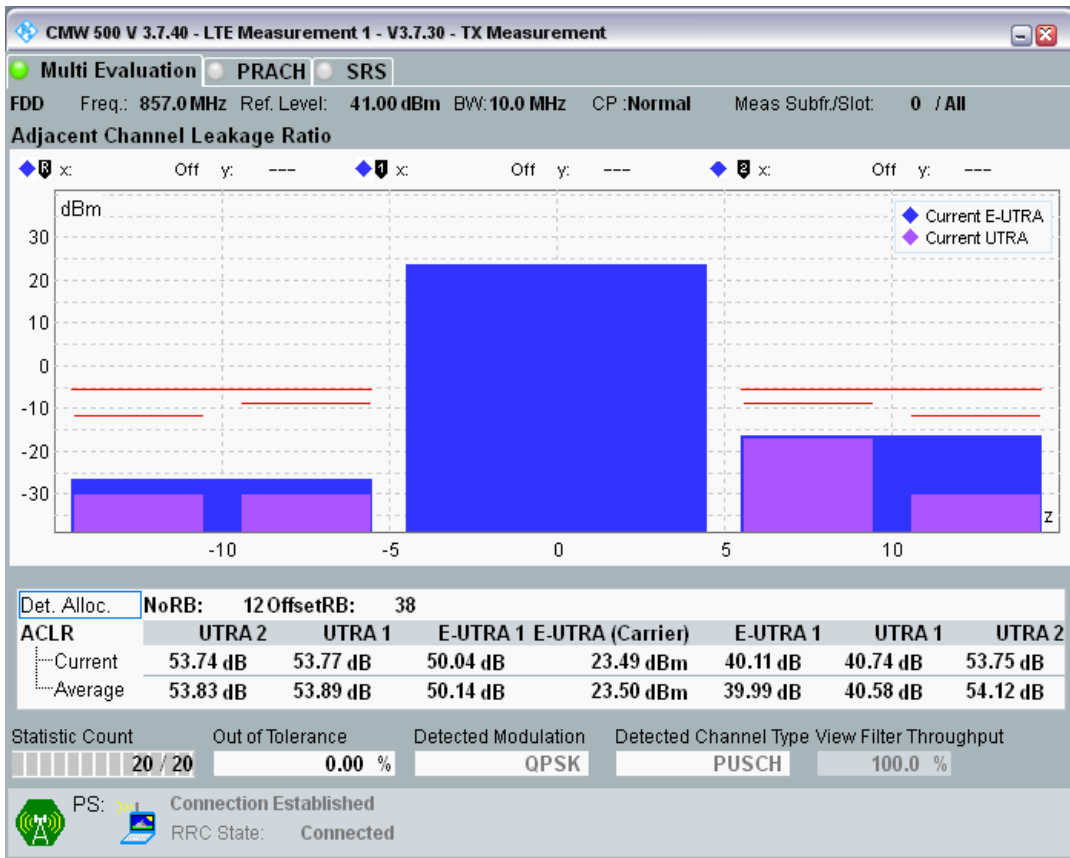 CMW 500 V 3.7.40 - LTE Measurement 1 - V3.7.30 - TX Measurement
Multi Evaluation PRACH SRS
FDD Freq.: 857.0 MHz Ref. Level: 41.00 dBm BW: 10.0 MHz CP :Normal Meas Subfr./Slot: 0 / All
Adjacent Channel Leakage Ratio
R x: Off y: --- 1 x: Off y: --- 2 x: Off y: ---
dBm
Current E-UTRA
Current UTRA
30
20
10
0
-10
-20
-30
z
-10 -5 0 5 10
Det. Alloc. NoRB: 12 OffsetRB: 38
ACLR UTRA 2 UTRA 1 E-UTRA 1 E-UTRA (Carrier) E-UTRA 1 UTRA 1 UTRA 2
Current 53.74 dB 53.77 dB 50.04 dB 23.49 dBm 40.11 dB 40.74 dB 53.75 dB
Average 53.83 dB 53.89 dB 50.14 dB 23.50 dBm 39.99 dB 40.58 dB 54.12 dB
Statistic Count Out of Tolerance Detected Modulation Detected Channel Type View Filter Throughput
20 / 20 0.00 % QPSK PUSCH 100.0 %
PS: Connection Established
RRC State: Connected